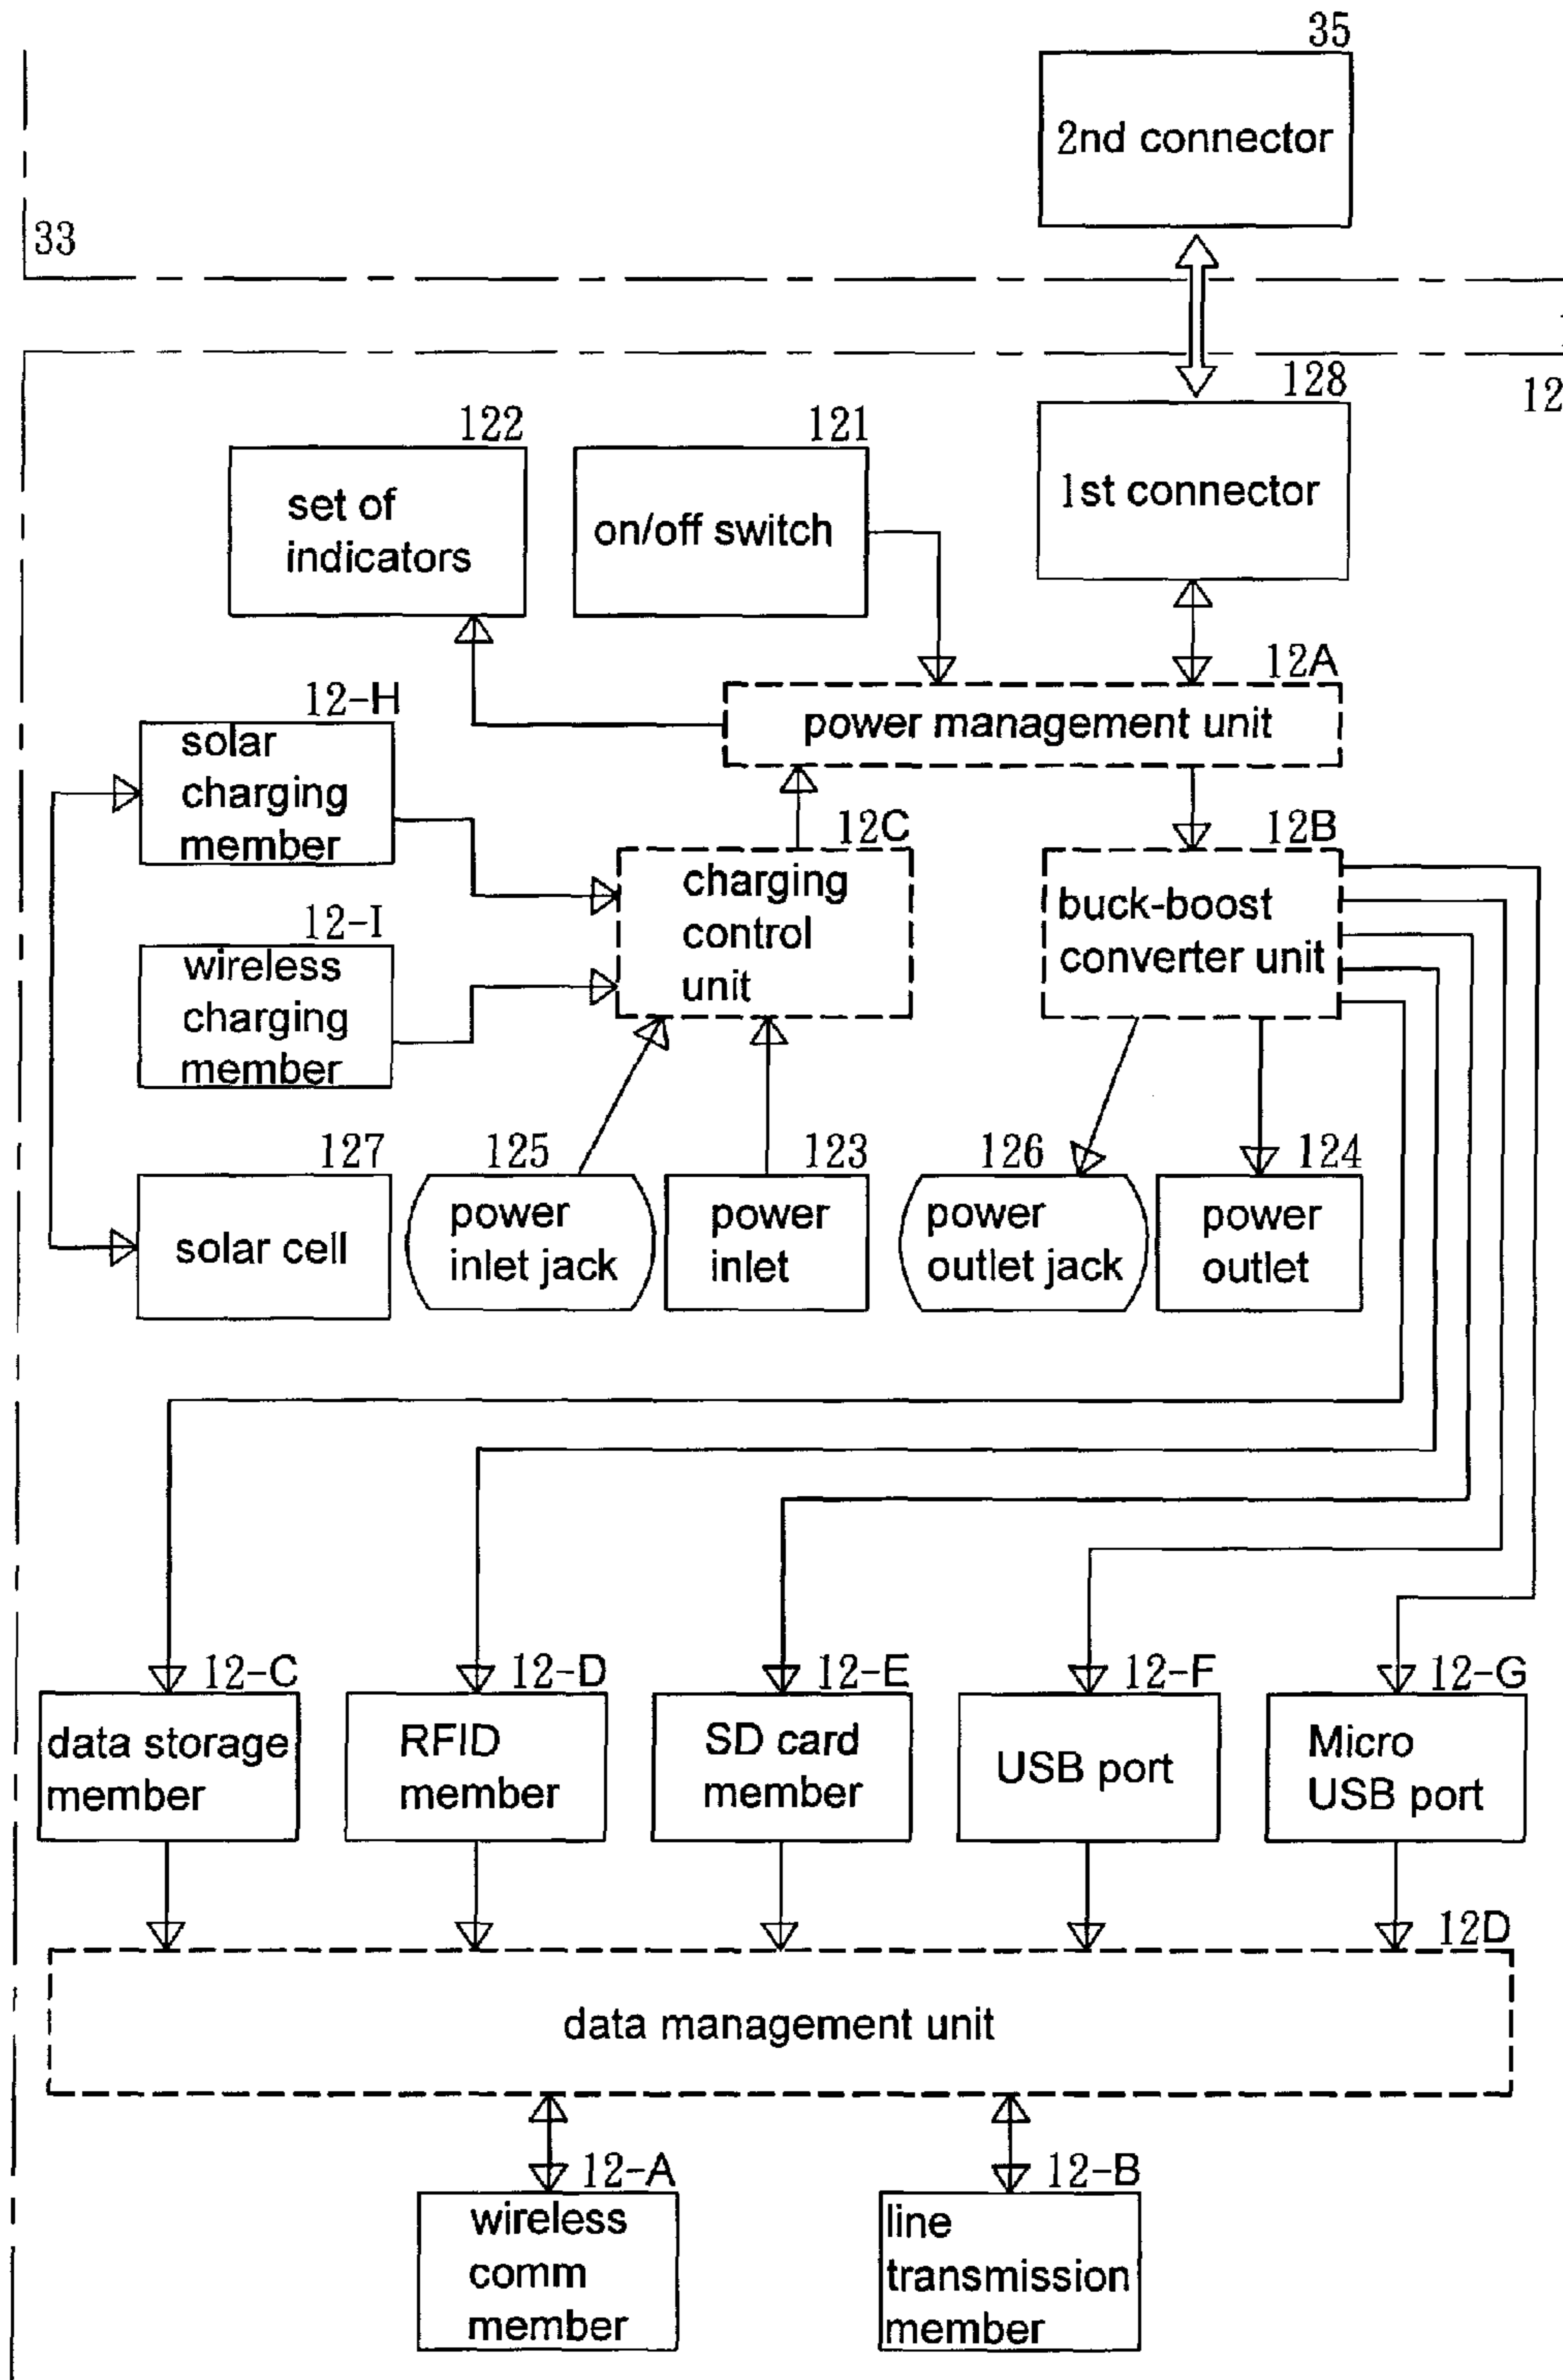 35
2nd connector
33
12
128
1st connector
122
set of
indicators
121
on/off switch
12A
power management unit
12-H
solar
charging
member
12C
charging
control
unit
12B
buck-boost
converter unit
12-I
wireless
charging
member
127
solar cell
125
power
inlet jack
123
power
inlet
126
power
outlet jack
124
power
outlet
12-C
data storage
member
12-D
RFID
member
12-E
SD card
member
12-F
USB port
12-G
Micro
USB port
12D
data management unit
12-A
wireless
comm
member
12-B
line
transmission
member